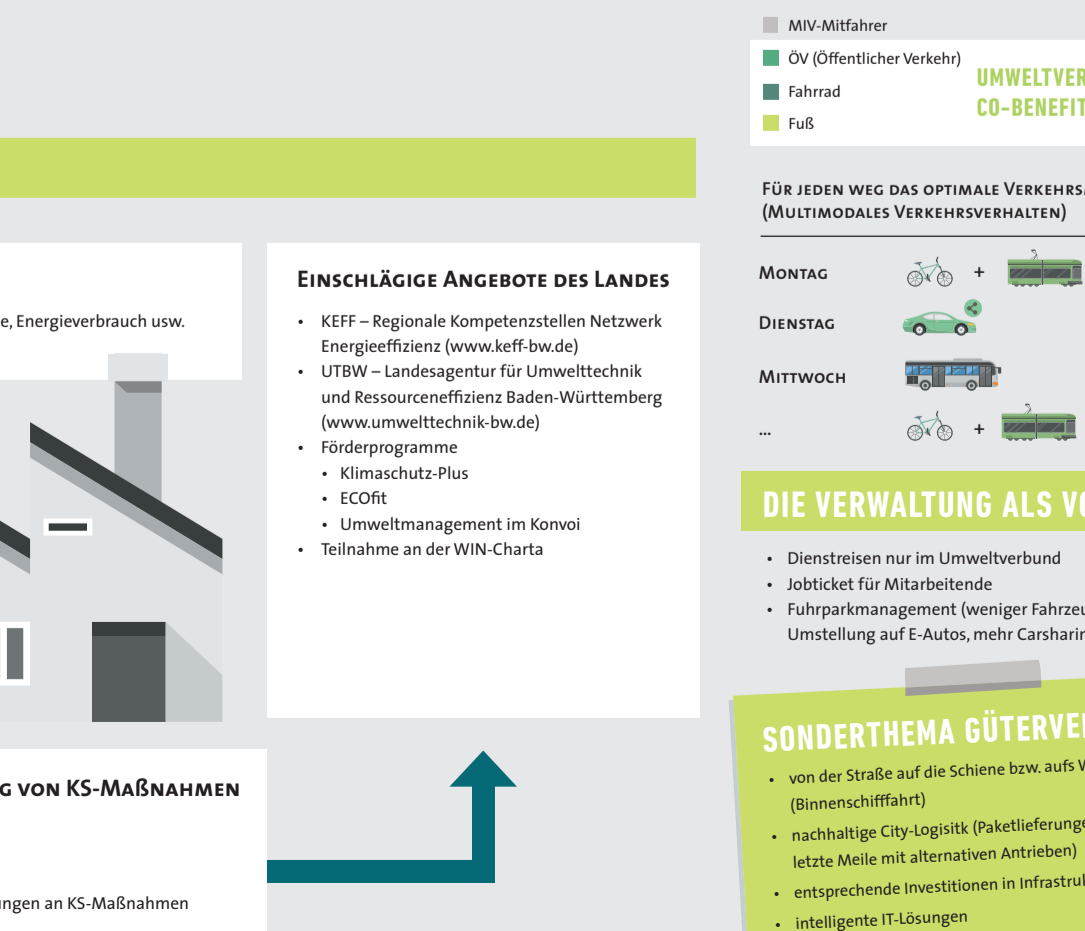 e, Energieverbrauch usw.
G VON KS-MAßNAHMEN
ungen an KS-Maßnahmen
EINSCHLÄGIGE ANGEBOTE DES LANDES
• KEFF – Regionale Kompetenzstellen Netzwerk
Energieeffizienz (www.keff-bw.de)
• UTBW – Landesagentur für Umwelttechnik
und Ressourceneffizienz Baden-Württemberg
(www.umwelttechnik-bw.de)
• Förderprogramme
• Klimaschutz-Plus
• ECOfit
• Umweltmanagement im Konvoi
• Teilnahme an der WIN-Charta
MIV-Mitfahrer
ÖV (Öffentlicher Verkehr)
Fahrrad
Fuß
UMWELTVER
CO-BENEFIT
FÜR JEDEN WEG DAS OPTIMALE VERKEHRS
(MULTIMODALES VERKEHRSVERHALTEN)
MONTAG +
DIENSTAG
MITTWOCH
... +
DIE VERWALTUNG ALS VO
• Dienstreisen nur im Umweltverbund
• Jobticket für Mitarbeitende
• Fuhrparkmanagement (weniger Fahrzeu
Umstellung auf E-Autos, mehr Carsharin
SONDERTHEMA GÜTERVE
• von der Straße auf die Schiene bzw. aufs W
(Binnenschifffahrt)
• nachhaltige City-Logisitk (Paketlieferunge
letzte Meile mit alternativen Antrieben)
• entsprechende Investitionen in Infrastruk
• intelligente IT-Lösungen